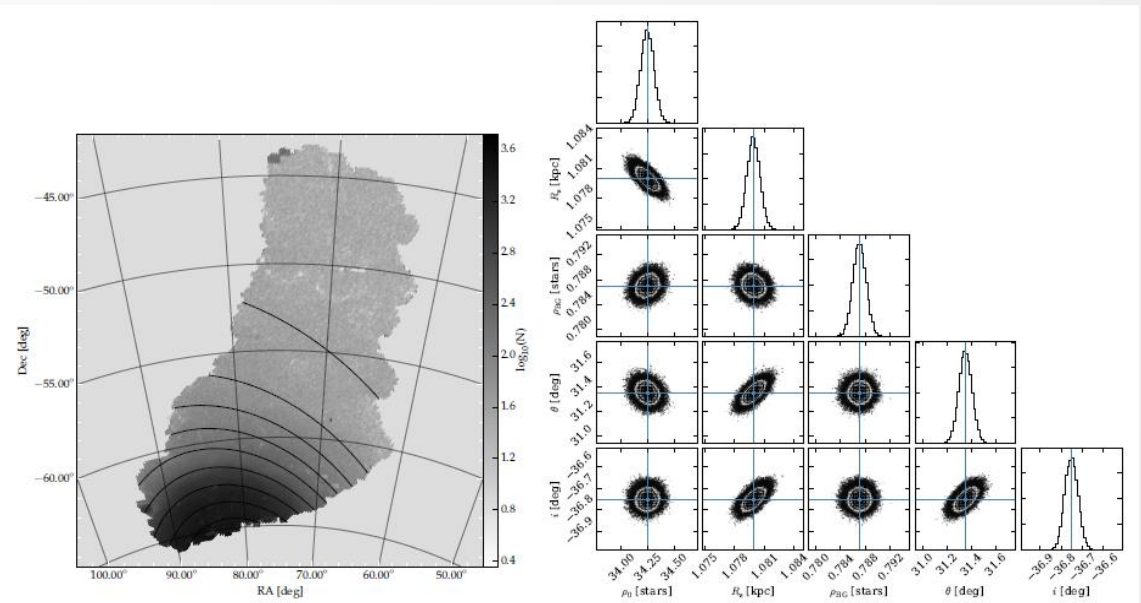 −45.00°
−50.00°
−55.00°
−60.00°
Dec [deg]
100.00° 90.00° 80.00° 70.00° 60.00° 50.00°
RA [deg]
3.6
3.2
2.8
2.4
2.0
1.6
1.2
0.8
0.4
log₁₀(N)
1.084
1.081
1.078
1.075
Rₑ [kpc]
0.792
0.788
0.784
0.780
ρBG [stars]
31.6
31.4
31.2
31.0
θ [deg]
−36.6
−36.7
−36.8
−36.9
i [deg]
34.00 34.25 34.50
1.075 1.078 1.081 1.084
0.780 0.784 0.788 0.792
31.0 31.2 31.4 31.6
−36.9 −36.8 −36.7 −36.6
ρ₀ [stars] Rₑ [kpc] ρBG [stars] θ [deg] i [deg]